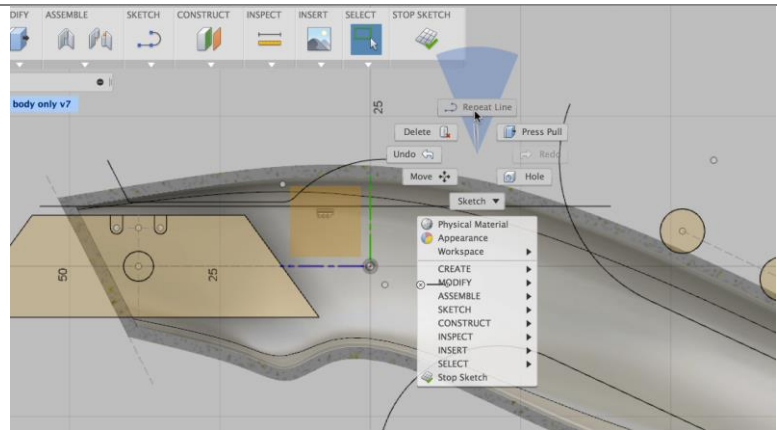 DIFY ASSEMBLE SKETCH CONSTRUCT INSPECT INSERT SELECT STOP SKETCH
body only v7
25
Repeat Line
Delete Press Pull
Undo Redo
Move Hole
Sketch
Physical Material
Appearance
Workspace
CREATE
MODIFY
ASSEMBLE
SKETCH
CONSTRUCT
INSPECT
INSERT
SELECT
Stop Sketch
50 25